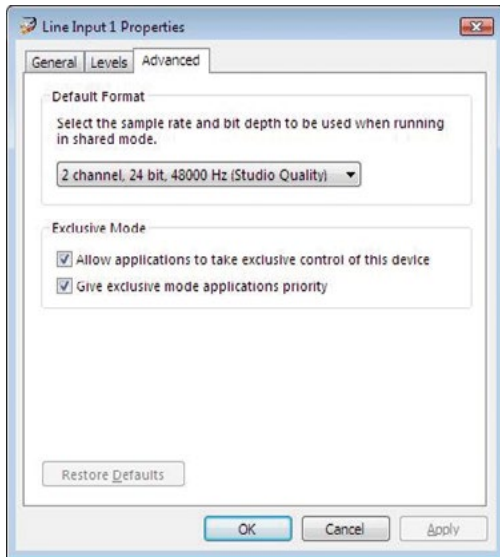 Line Input 1 Properties
General
Levels
Advanced
Default Format
Select the sample rate and bit depth to be used when running
in shared mode.
2 channel, 24 bit, 48000 Hz (Studio Quality)
Exclusive Mode
Allow applications to take exclusive control of this device
Give exclusive mode applications priority
Restore Defaults
OK
Cancel
Apply